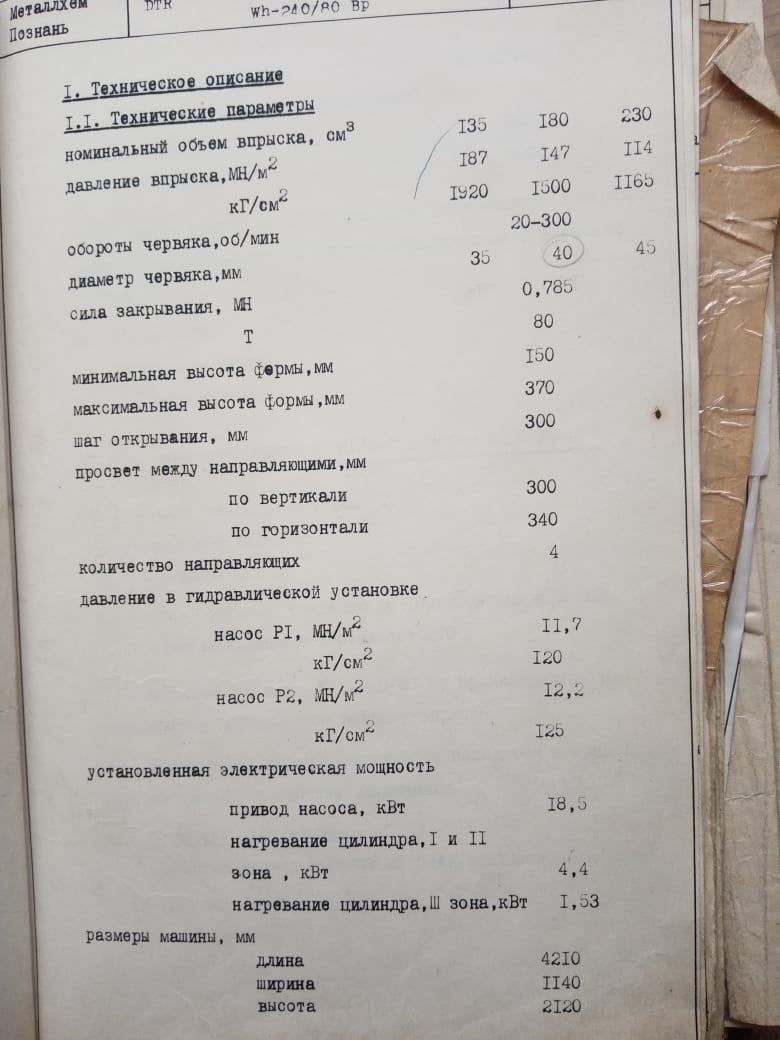 Металлхем DTR Wh-240/80 Bp
Познань
I. Техническое описание
I.I. Технические параметры
номинальный объем впрыска, см³ I35 I80 230
давление впрыска,МН/м² I87 I47 II4
кГ/см² I920 I500 II65
обороты червяка,об/мин 20-300
диаметр червяка,мм 35 40 45
сила закрывания, МН 0,785
Т 80
минимальная высота формы,мм I50
максимальная высота формы,мм 370
шаг открывания, мм 300
просвет между направляющими,мм
по вертикали 300
по горизонтали 340
количество направляющих 4
давление в гидравлической установке
насос PI, МН/м² II,7
кГ/см² I20
насос P2, МН/м² I2,2
кГ/см² I25
установленная электрическая мощность
привод насоса, кВт I8,5
нагревание цилиндра,I и II
зона , кВт 4,4
нагревание цилиндра,Ш зона,кВт I,53
размеры машины, мм
длина 42I0
ширина II40
высота 2I20